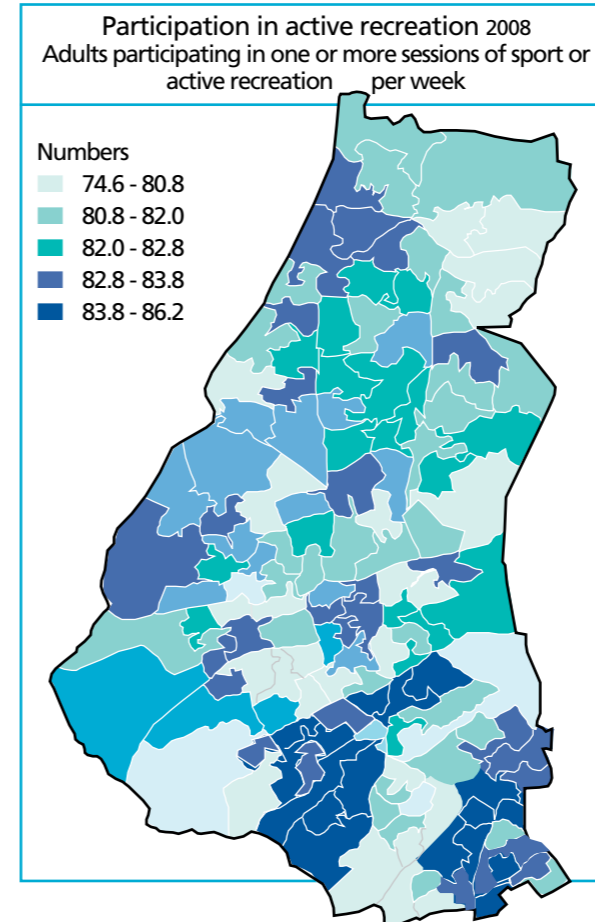 Participation in active recreation 2008
Adults participating in one or more sessions of sport or
active recreation per week
Numbers
74.6 - 80.8
80.8 - 82.0
82.0 - 82.8
82.8 - 83.8
83.8 - 86.2